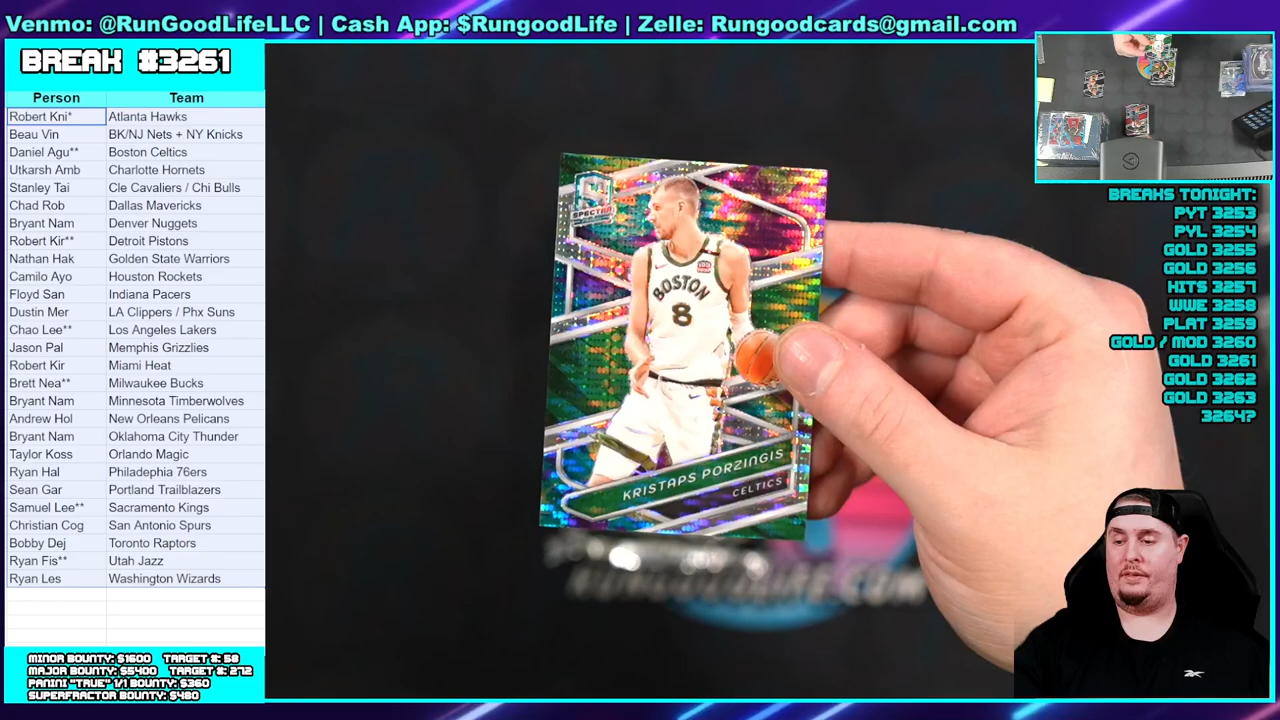 Venmo: @RunGoodLifeLLC | Cash App: $RungoodLife | Zelle: Rungoodcards@gmail.com
BREAK #3261
Person Team
Robert Kni* Atlanta Hawks
Beau Vin BK/NJ Nets + NY Knicks
Daniel Agu** Boston Celtics
Utkarsh Amb Charlotte Hornets
Stanley Tai Cle Cavaliers / Chi Bulls
Chad Rob Dallas Mavericks
Bryant Nam Denver Nuggets
Robert Kir** Detroit Pistons
Nathan Hak Golden State Warriors
Camilo Ayo Houston Rockets
Floyd San Indiana Pacers
Dustin Mer LA Clippers / Phx Suns
Chao Lee** Los Angeles Lakers
Jason Pal Memphis Grizzlies
Robert Kir Miami Heat
Brett Nea** Milwaukee Bucks
Bryant Nam Minnesota Timberwolves
Andrew Hol New Orleans Pelicans
Bryant Nam Oklahoma City Thunder
Taylor Koss Orlando Magic
Ryan Hal Philadephia 76ers
Sean Gar Portland Trailblazers
Samuel Lee** Sacramento Kings
Christian Cog San Antonio Spurs
Bobby Dej Toronto Raptors
Ryan Fis** Utah Jazz
Ryan Les Washington Wizards
MINOR BOUNTY: $1600 TARGET #: 58
MAJOR BOUNTY: $5400 TARGET #: 272
PANINI "TRUE" 1/1 BOUNTY: $360
SUPERFRACTOR BOUNTY: $480
SPECTRA
BOSTON
8
KRISTAPS PORZINGIS
CELTICS
RUNGOODLIFE.COM
BREAKS TONIGHT:
PYT 3253
PYL 3254
GOLD 3255
GOLD 3256
HITS 3257
WWE 3258
PLAT 3259
GOLD / MOD 3260
GOLD 3261
GOLD 3262
GOLD 3263
3264?